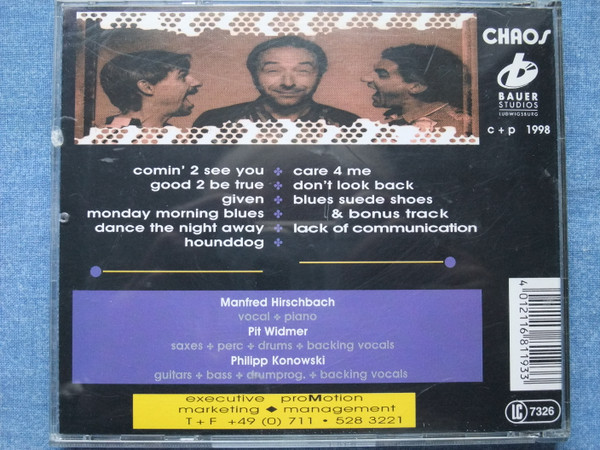 CHAOS
BAUER
STUDIOS
LUDWIGSBURG
c + p 1998
comin' 2 see you
good 2 be true
given
monday morning blues
dance the night away
hounddog
care 4 me
don't look back
blues suede shoes
& bonus track
lack of communication
Manfred Hirschbach
vocal + piano
Pit Widmer
saxes + perc + drums + backing vocals
Philipp Konowski
guitars + bass + drumprog. + backing vocals
executive proMotion
marketing ◆ management
T + F +49 (0) 711 • 528 3221
4 012116 811933
LC 7326